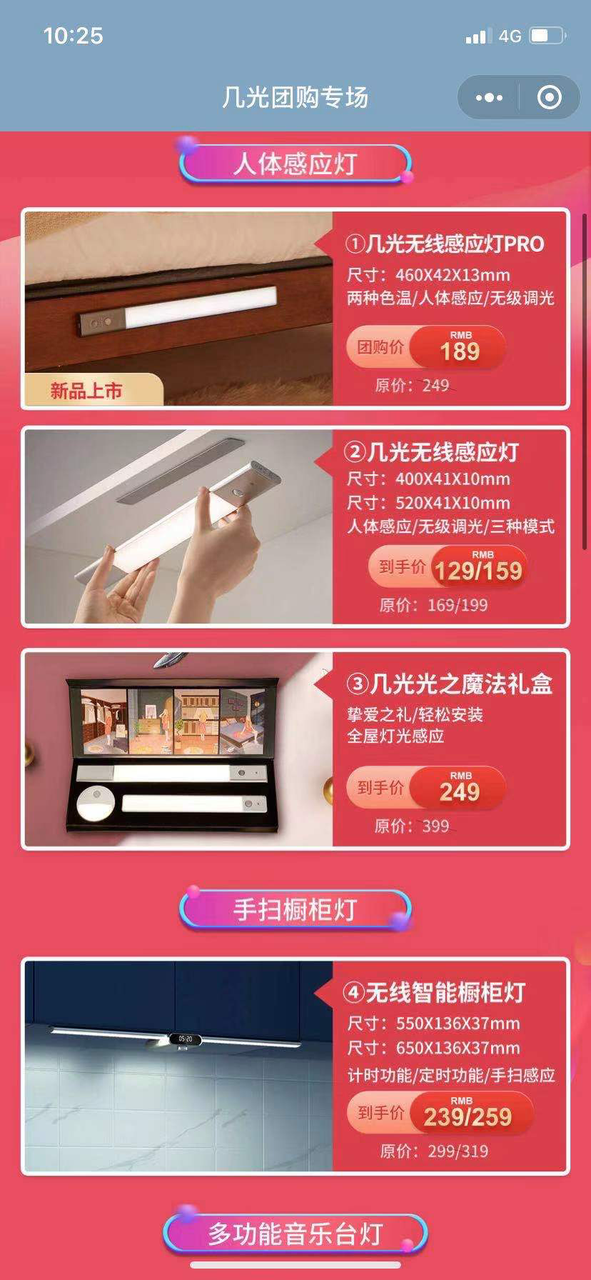 10:25
4G
几光团购专场
人体感应灯
①几光无线感应灯PRO
尺寸：460X42X13mm
两种色温/人体感应/无级调光
团购价
RMB
189
原价：249
新品上市
②几光无线感应灯
尺寸：400X41X10mm
尺寸：520X41X10mm
人体感应/无级调光/三种模式
到手价
RMB
129/159
原价：169/199
③几光光之魔法礼盒
挚爱之礼/轻松安装
全屋灯光感应
到手价
RMB
249
原价：399
手扫橱柜灯
④无线智能橱柜灯
尺寸：550X136X37mm
尺寸：650X136X37mm
计时功能/定时功能/手扫感应
到手价
RMB
239/259
原价：299/319
05:20
多功能音乐台灯